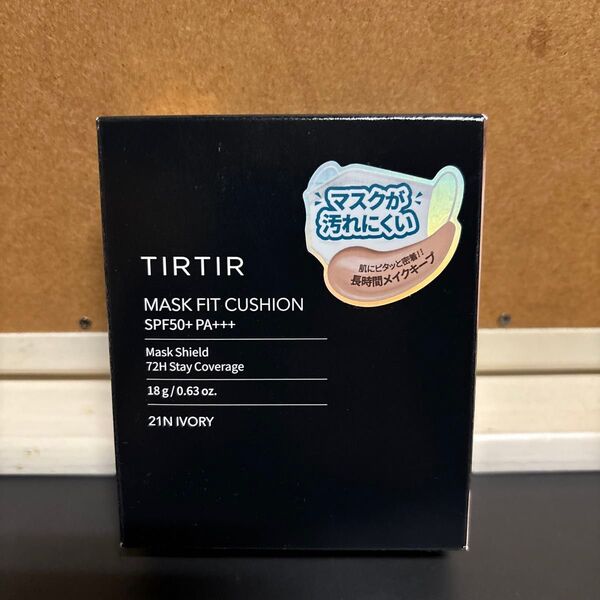 マスクが
汚れにくい
肌にピタッと密着!!
長時間メイクキープ
TIRTIR
MASK FIT CUSHION
SPF50+ PA+++
Mask Shield
72H Stay Coverage
18 g / 0.63 oz.
21N IVORY